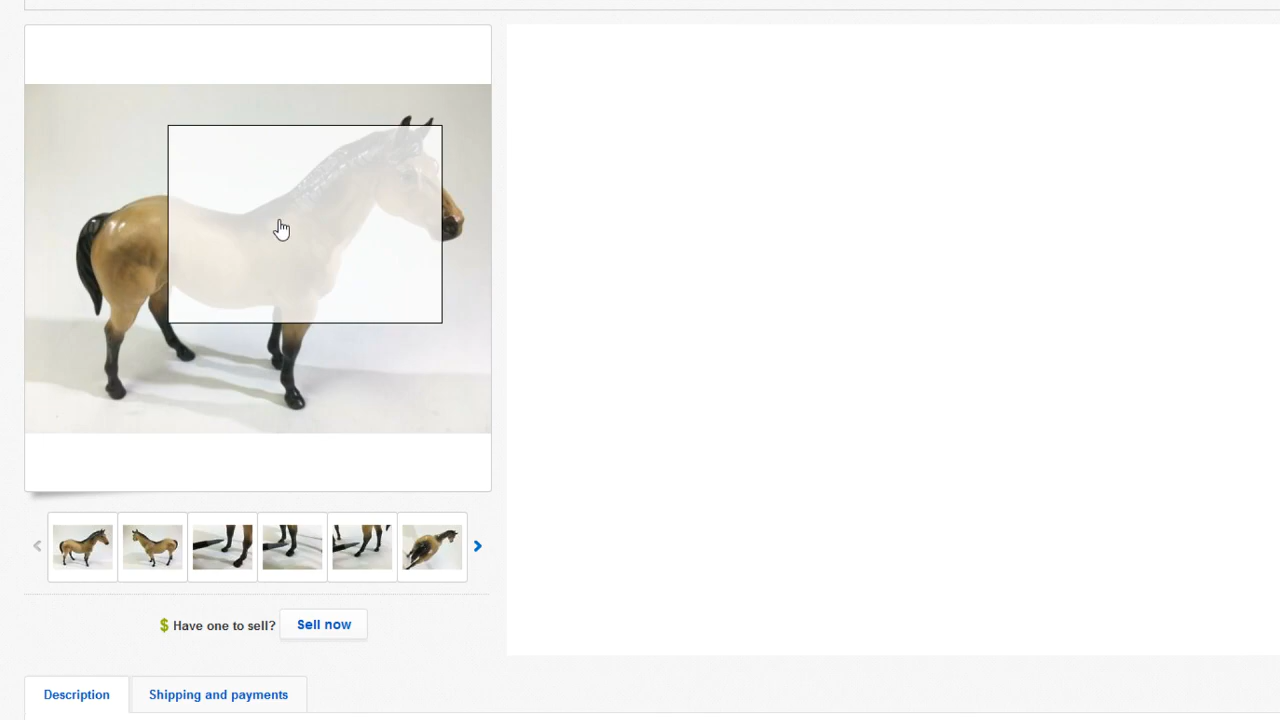 $ Have one to sell? Sell now
Description Shipping and payments